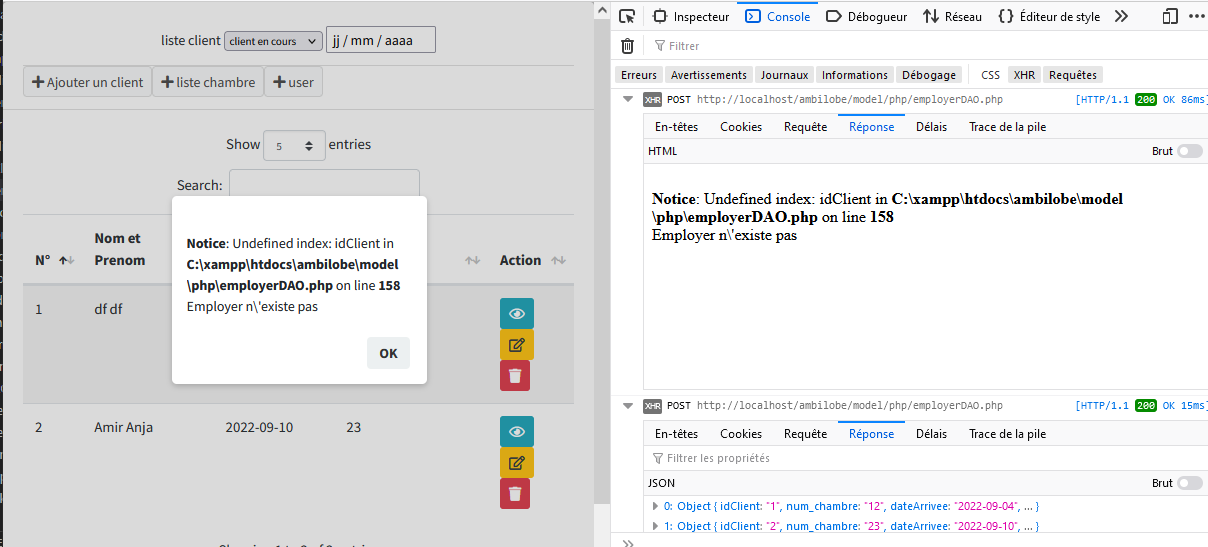 liste client client en cours jj / mm / aaaa
Ajouter un client liste chambre user
Show 5 entries
Search:
N° Nom et Prenom Action
1 df df
2 Amir Anja 2022-09-10 23
Notice: Undefined index: idClient in
C:\xampp\htdocs\ambilobe\model
\php\employerDAO.php on line 158
Employer n\'existe pas
OK
Inspecteur Console Débogueur Réseau Éditeur de style
Filtrer
Erreurs Avertissements Journaux Informations Débogage CSS XHR Requêtes
XHR POST http://localhost/ambilobe/model/php/employerDAO.php [HTTP/1.1 200 OK 86ms]
En-têtes Cookies Requête Réponse Délais Trace de la pile
HTML Brut
Notice: Undefined index: idClient in C:\xampp\htdocs\ambilobe\model
\php\employerDAO.php on line 158
Employer n\'existe pas
XHR POST http://localhost/ambilobe/model/php/employerDAO.php [HTTP/1.1 200 OK 15ms]
En-têtes Cookies Requête Réponse Délais Trace de la pile
Filtrer les propriétés
JSON Brut
0: Object { idClient: "1", num_chambre: "12", dateArrivee: "2022-09-04", … }
1: Object { idClient: "2", num_chambre: "23", dateArrivee: "2022-09-10", … }